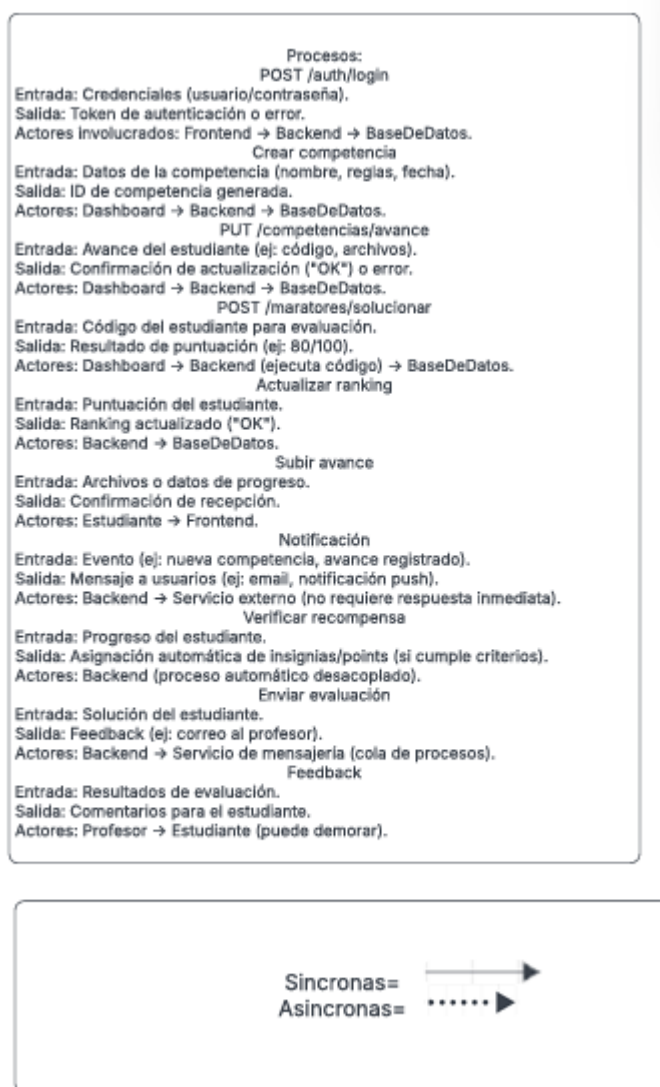 Procesos:
POST /auth/login
Entrada: Credenciales (usuario/contraseña).
Salida: Token de autenticación o error.
Actores involucrados: Frontend → Backend → BaseDeDatos.
Crear competencia
Entrada: Datos de la competencia (nombre, reglas, fecha).
Salida: ID de competencia generada.
Actores: Dashboard → Backend → BaseDeDatos.
PUT /competencias/avance
Entrada: Avance del estudiante (ej: código, archivos).
Salida: Confirmación de actualización ("OK") o error.
Actores: Dashboard → Backend → BaseDeDatos.
POST /maratores/solucionar
Entrada: Código del estudiante para evaluación.
Salida: Resultado de puntuación (ej: 80/100).
Actores: Dashboard → Backend (ejecuta código) → BaseDeDatos.
Actualizar ranking
Entrada: Puntuación del estudiante.
Salida: Ranking actualizado ("OK").
Actores: Backend → BaseDeDatos.
Subir avance
Entrada: Archivos o datos de progreso.
Salida: Confirmación de recepción.
Actores: Estudiante → Frontend.
Notificación
Entrada: Evento (ej: nueva competencia, avance registrado).
Salida: Mensaje a usuarios (ej: email, notificación push).
Actores: Backend → Servicio externo (no requiere respuesta inmediata).
Verificar recompensa
Entrada: Progreso del estudiante.
Salida: Asignación automática de insignias/points (si cumple criterios).
Actores: Backend (proceso automático desacoplado).
Enviar evaluación
Entrada: Solución del estudiante.
Salida: Feedback (ej: correo al profesor).
Actores: Backend → Servicio de mensajería (cola de procesos).
Feedback
Entrada: Resultados de evaluación.
Salida: Comentarios para el estudiante.
Actores: Profesor → Estudiante (puede demorar).
Sincronas=
Asincronas=